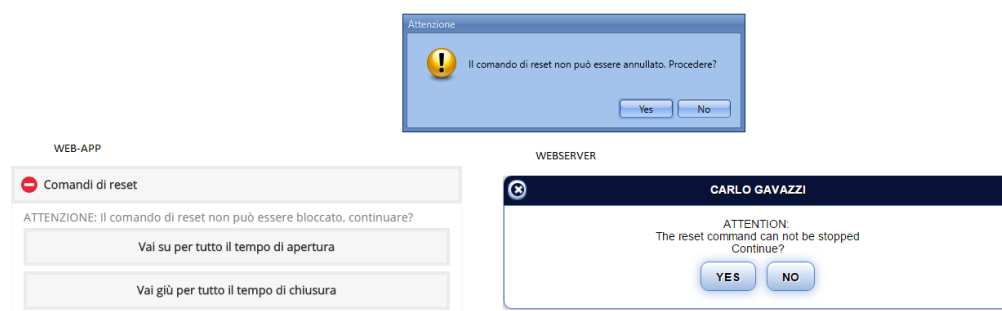 Attenzione
Il comando di reset non può essere annullato. Procedere?
Yes No
WEB-APP
Comandi di reset
ATTENZIONE: Il comando di reset non può essere bloccato, continuare?
Vai su per tutto il tempo di apertura
Vai giù per tutto il tempo di chiusura
WEBSERVER
CARLO GAVAZZI
ATTENTION:
The reset command can not be stopped
Continue?
YES NO